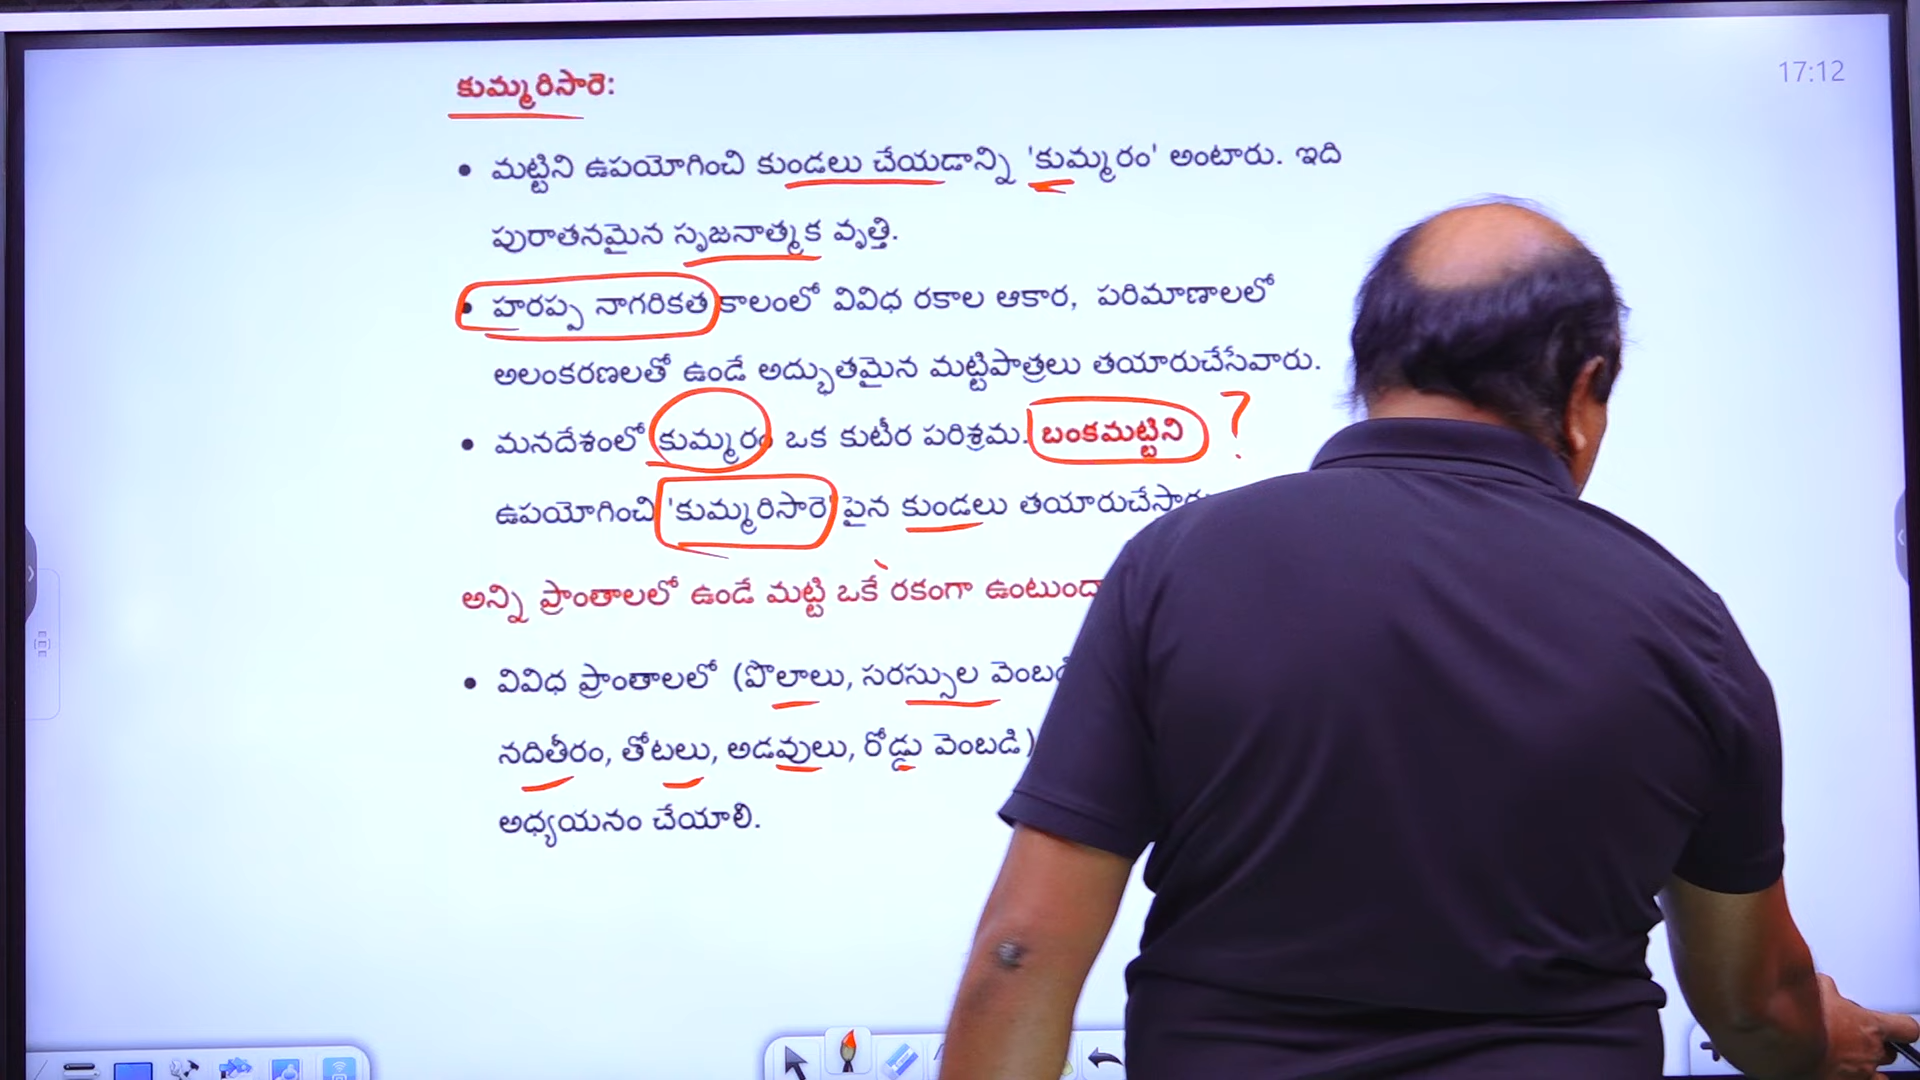 17:12
కుమ్మరిసారె:
• మట్టిని ఉపయోగించి కుండలు చేయడాన్ని 'కుమ్మరం' అంటారు. ఇది
పురాతనమైన సృజనాత్మక వృత్తి.
• హరప్ప నాగరికత కాలంలో వివిధ రకాల ఆకార, పరిమాణాలలో
అలంకరణలతో ఉండే అద్భుతమైన మట్టిపాత్రలు తయారుచేసేవారు.
• మనదేశంలో కుమ్మరం ఒక కుటీర పరిశ్రమ. బంకమట్టిని ?
ఉపయోగించి 'కుమ్మరిసారె' పైన కుండలు
అన్ని ప్రాంతాలలో ఉండే మట్టి ఒకే రకంగా
• వివిధ ప్రాంతాలలో (పొలాలు, సరస్సుల
నదితీరం, తోటలు, అడవులు, రోడ్డు వెంబడి)
అధ్యయనం చేయాలి.